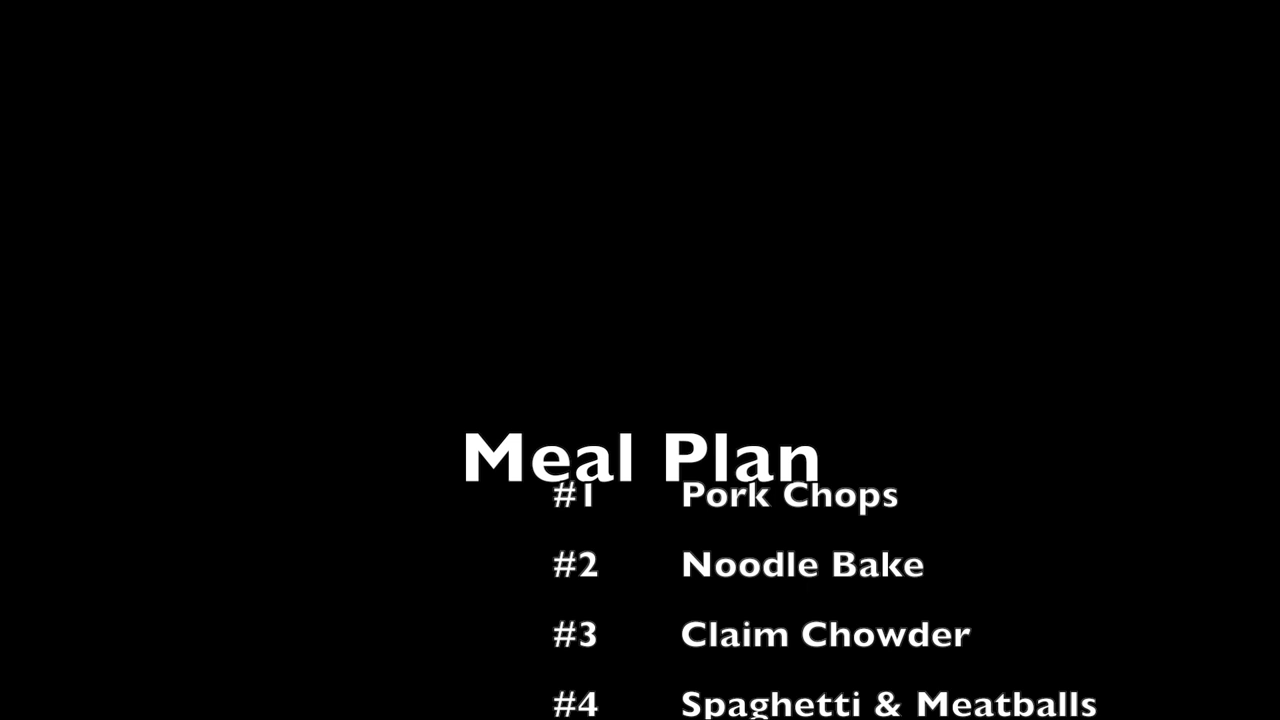 Meal Plan
#1 Pork Chops
#2 Noodle Bake
#3 Claim Chowder
#4 Spaghetti & Meatballs